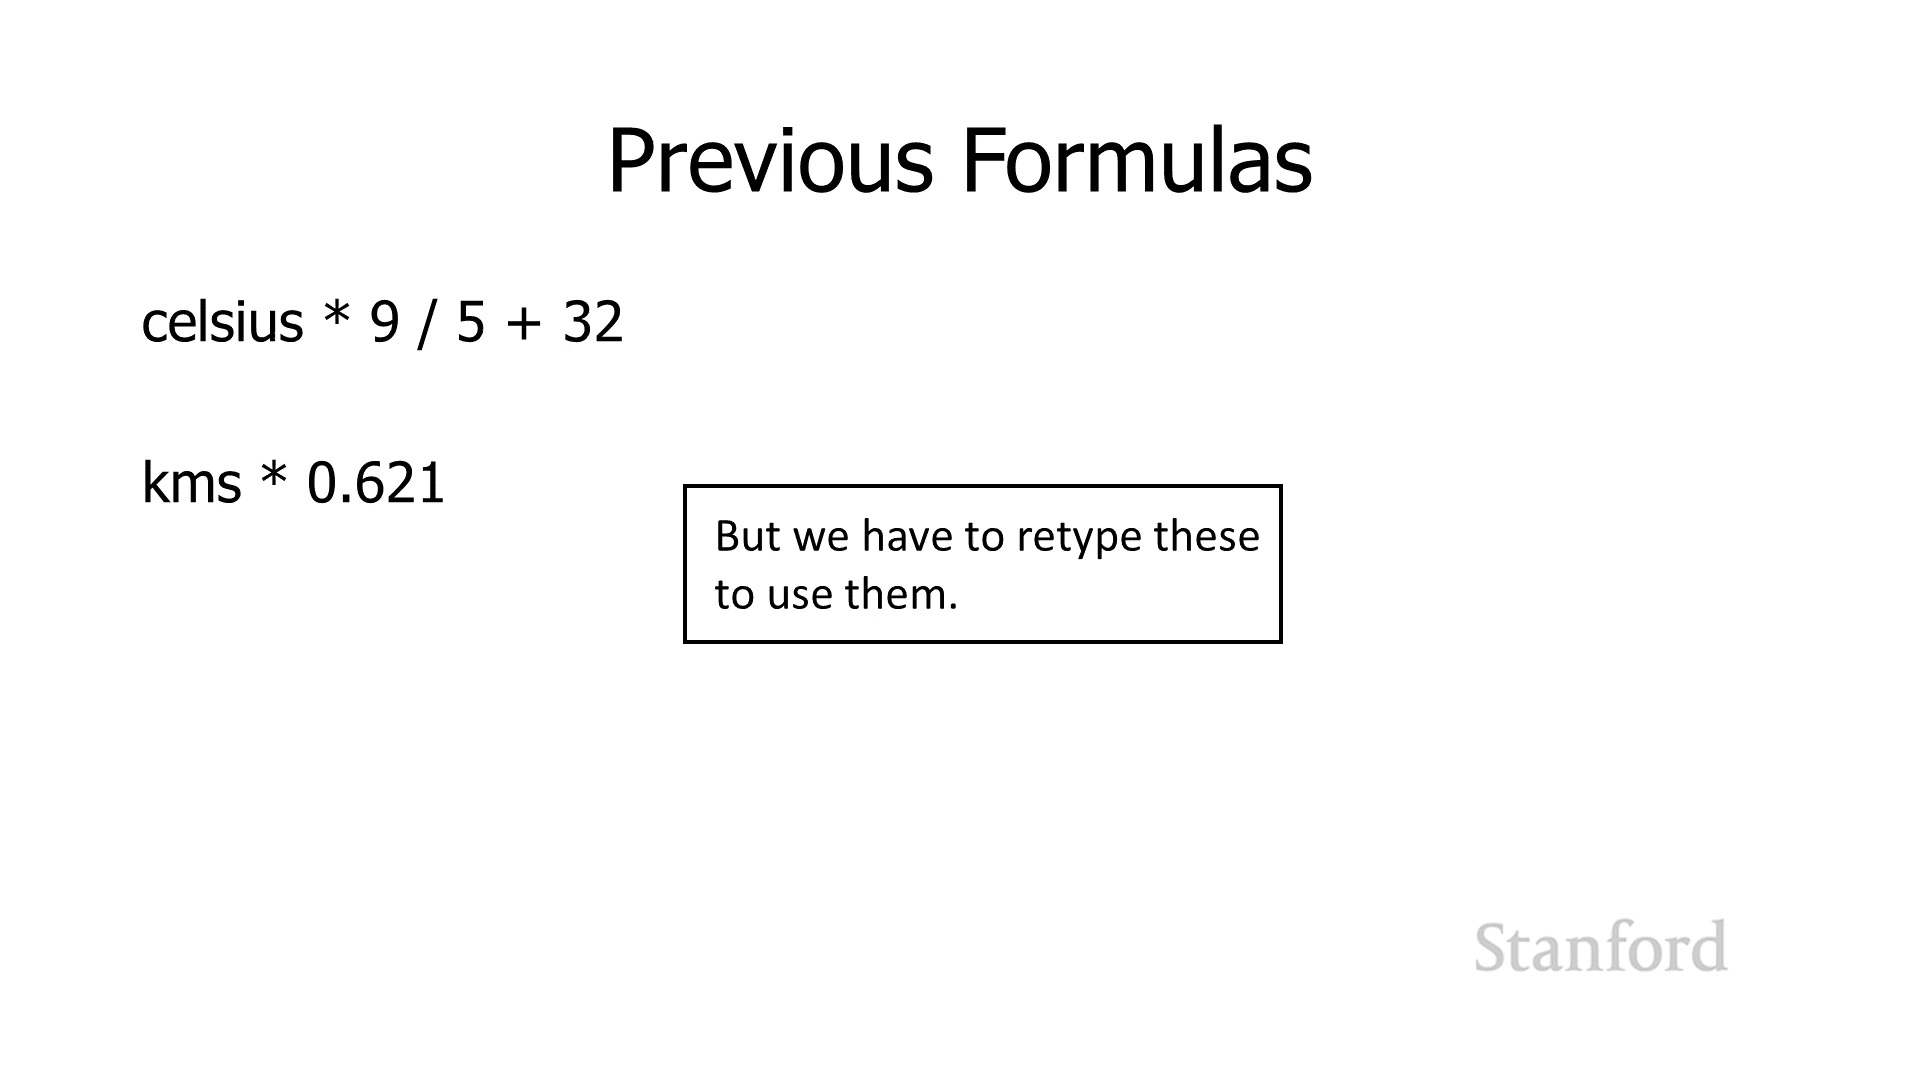 Previous Formulas
celsius * 9 / 5 + 32
kms * 0.621
But we have to retype these
to use them.
Stanford